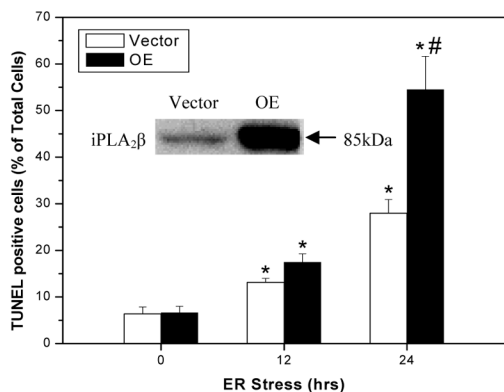 70
60
50
40
30
20
10
0
TUNEL positive cells (% of Total Cells)
Vector
OE
Vector OE
iPLA₂β
85kDa
*
*
*
*#
0 12 24
ER Stress (hrs)